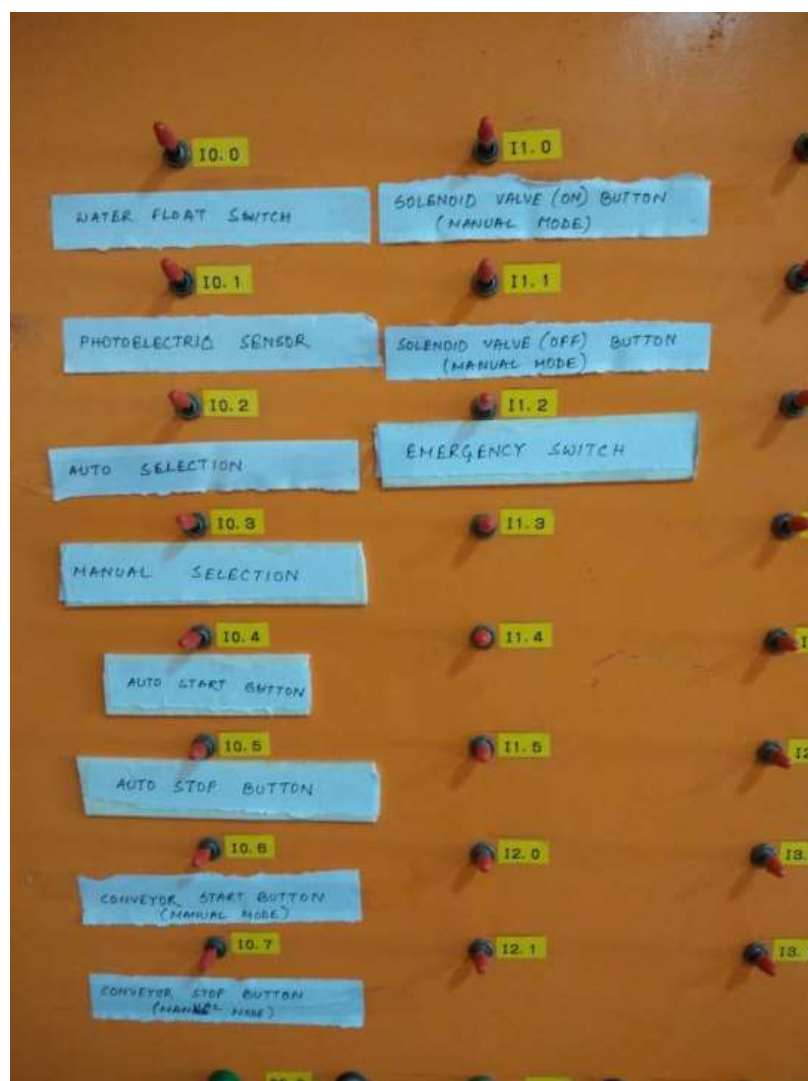 I0.0
WATER FLOAT SWITCH
I0.1
PHOTOELECTRIC SENSOR
I0.2
AUTO SELECTION
I0.3
MANUAL SELECTION
I0.4
AUTO START BUTTON
I0.5
AUTO STOP BUTTON
I0.6
CONVEYOR START BUTTON
(MANUAL MODE)
I0.7
CONVEYOR STOP BUTTON
(MANUAL MODE)
I1.0
SOLENOID VALVE (ON) BUTTON
(MANUAL MODE)
I1.1
SOLENOID VALVE (OFF) BUTTON
(MANUAL MODE)
I1.2
EMERGENCY SWITCH
I1.3
I1.4
I1.5
I2.0
I2.1